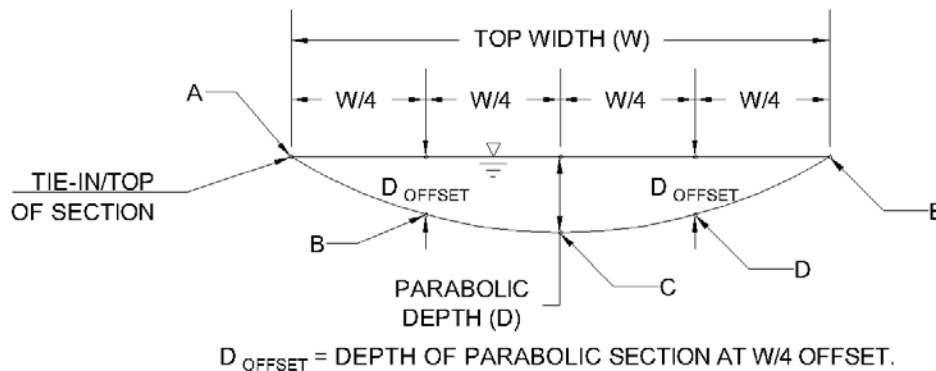 TOP WIDTH (W)
A
W/4 W/4 W/4 W/4
TIE-IN/TOP
OF SECTION
D OFFSET D OFFSET
E
B
D
C
PARABOLIC
DEPTH (D)
D OFFSET = DEPTH OF PARABOLIC SECTION AT W/4 OFFSET.